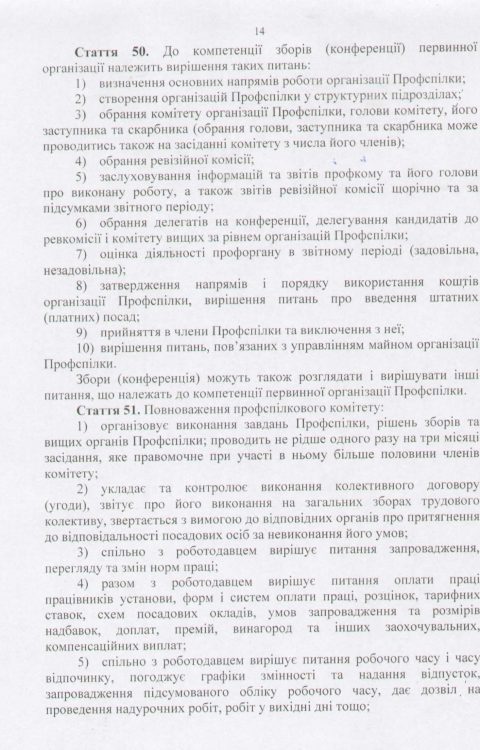 14
Стаття 50. До компетенції зборів (конференції) первинної
організації належить вирішення таких питань:
1) визначення основних напрямів роботи організації Профспілки;
2) створення організацій Профспілки у структурних підрозділах;
3) обрання комітету організації Профспілки, голови комітету, його
заступника та скарбника (обрання голови, заступника та скарбника може
проводитись також на засіданні комітету з числа його членів);
4) обрання ревізійної комісії;
5) заслуховування інформацій та звітів профкому та його голови
про виконану роботу, а також звітів ревізійної комісії щорічно та за
підсумками звітного періоду;
6) обрання делегатів на конференції, делегування кандидатів до
ревкомісії і комітету вищих за рівнем організацій Профспілки;
7) оцінка діяльності профоргану в звітному періоді (задовільна,
незадовільна);
8) затвердження напрямів і порядку використання коштів
організації Профспілки, вирішення питань про введення штатних
(платних) посад;
9) прийняття в члени Профспілки та виключення з неї;
10) вирішення питань, пов’язаних з управлінням майном організації
Профспілки.
Збори (конференція) можуть також розглядати і вирішувати інші
питання, що належать до компетенції первинної організації Профспілки.
Стаття 51. Повноваження профспілкового комітету:
1) організовує виконання завдань Профспілки, рішень зборів та
вищих органів Профспілки; проводить не рідше одного разу на три місяці
засідання, яке правомочне при участі в ньому більше половини членів
комітету;
2) укладає та контролює виконання колективного договору
(угоди), звітує про його виконання на загальних зборах трудового
колективу, звертається з вимогою до відповідних органів про притягнення
до відповідальності посадових осіб за невиконання його умов;
3) спільно з роботодавцем вирішує питання запровадження,
перегляду та змін норм праці;
4) разом з роботодавцем вирішує питання оплати праці
працівників установи, форм і систем оплати праці, розцінок, тарифних
ставок, схем посадових окладів, умов запровадження та розмірів
надбавок, доплат, премій, винагород та інших заохочувальних,
компенсаційних виплат;
5) спільно з роботодавцем вирішує питання робочого часу і часу
відпочинку, погоджує графіки змінності та надання відпусток,
запровадження підсумованого обліку робочого часу, дає дозвіл на
проведення надурочних робіт, робіт у вихідні дні тощо;